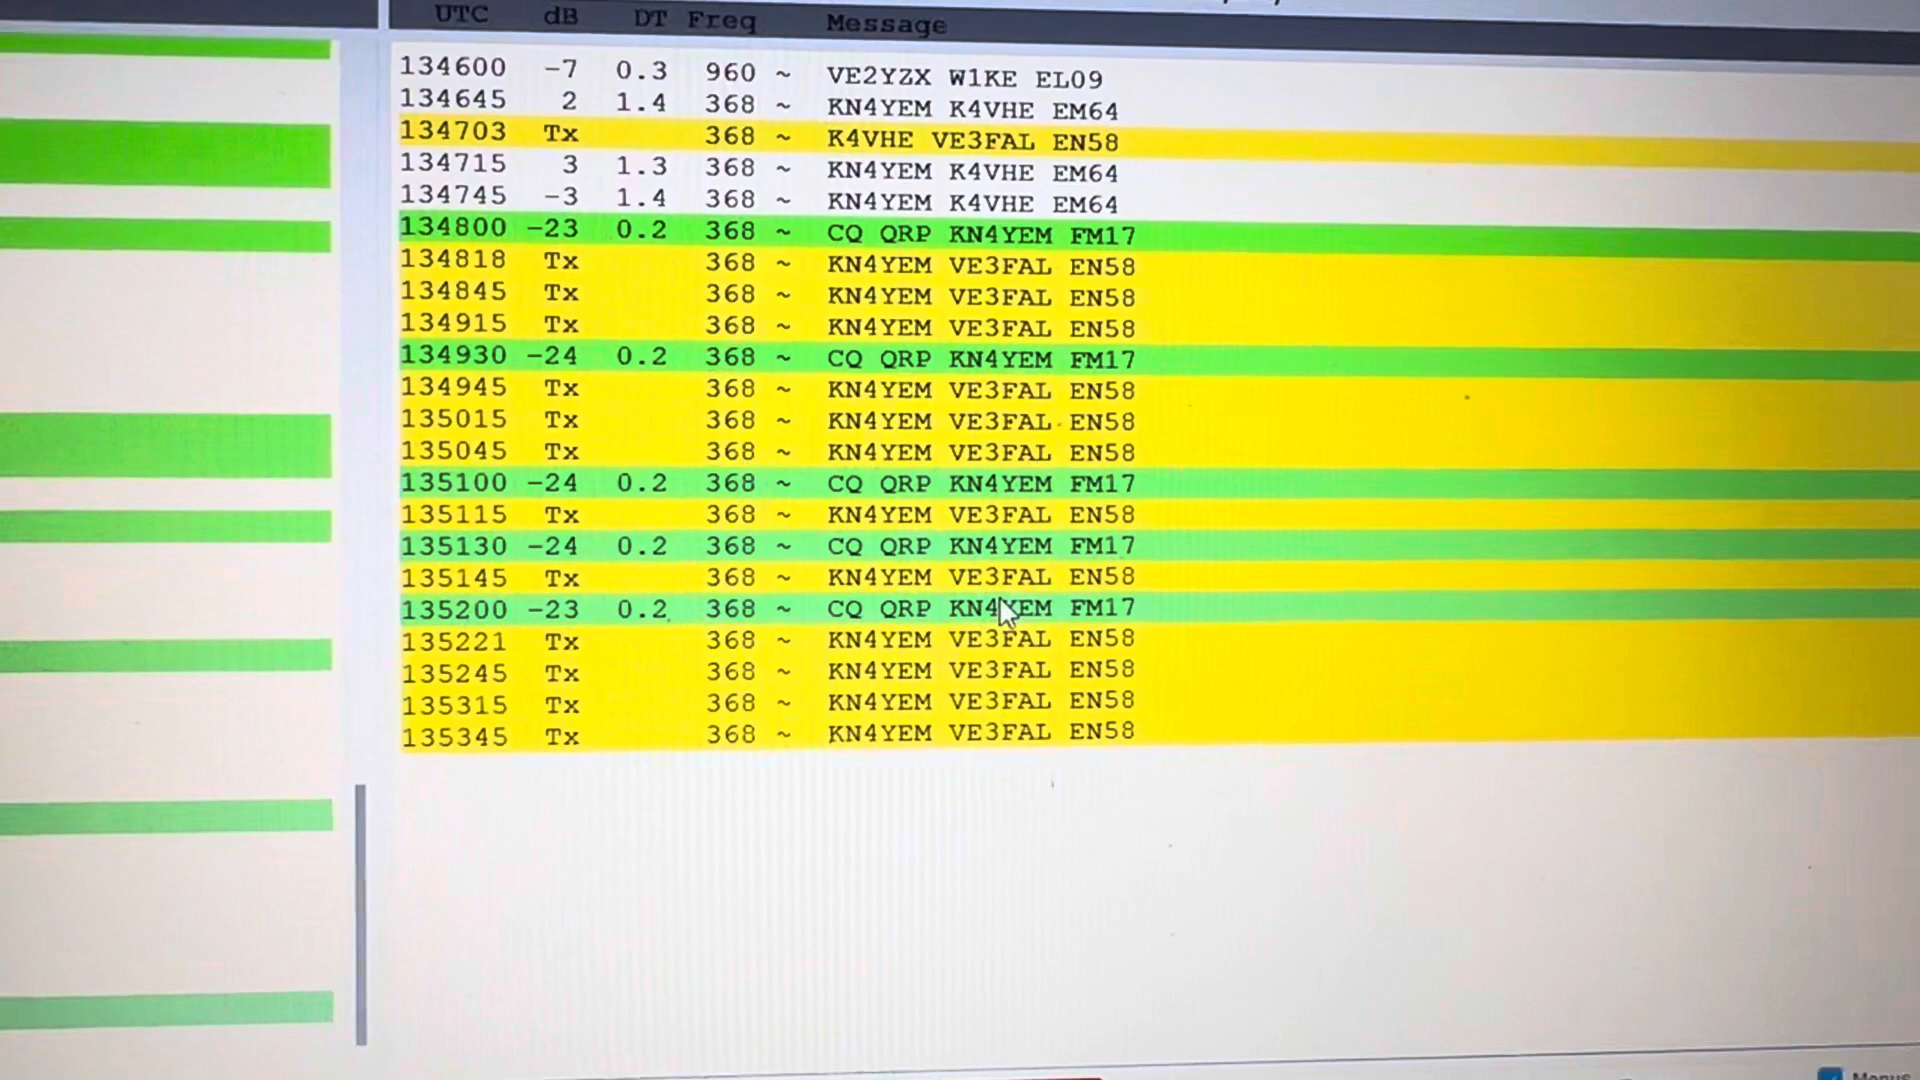 UTC dB DT Freq Message
134600 -7 0.3 960 ~ VE2YZX W1KE EL09
134645 2 1.4 368 ~ KN4YEM K4VHE EM64
134703 Tx 368 ~ K4VHE VE3FAL EN58
134715 3 1.3 368 ~ KN4YEM K4VHE EM64
134745 -3 1.4 368 ~ KN4YEM K4VHE EM64
134800 -23 0.2 368 ~ CQ QRP KN4YEM FM17
134818 Tx 368 ~ KN4YEM VE3FAL EN58
134845 Tx 368 ~ KN4YEM VE3FAL EN58
134915 Tx 368 ~ KN4YEM VE3FAL EN58
134930 -24 0.2 368 ~ CQ QRP KN4YEM FM17
134945 Tx 368 ~ KN4YEM VE3FAL EN58
135015 Tx 368 ~ KN4YEM VE3FAL EN58
135045 Tx 368 ~ KN4YEM VE3FAL EN58
135100 -24 0.2 368 ~ CQ QRP KN4YEM FM17
135115 Tx 368 ~ KN4YEM VE3FAL EN58
135130 -24 0.2 368 ~ CQ QRP KN4YEM FM17
135145 Tx 368 ~ KN4YEM VE3FAL EN58
135200 -23 0.2 368 ~ CQ QRP KN4YEM FM17
135221 Tx 368 ~ KN4YEM VE3FAL EN58
135245 Tx 368 ~ KN4YEM VE3FAL EN58
135315 Tx 368 ~ KN4YEM VE3FAL EN58
135345 Tx 368 ~ KN4YEM VE3FAL EN58